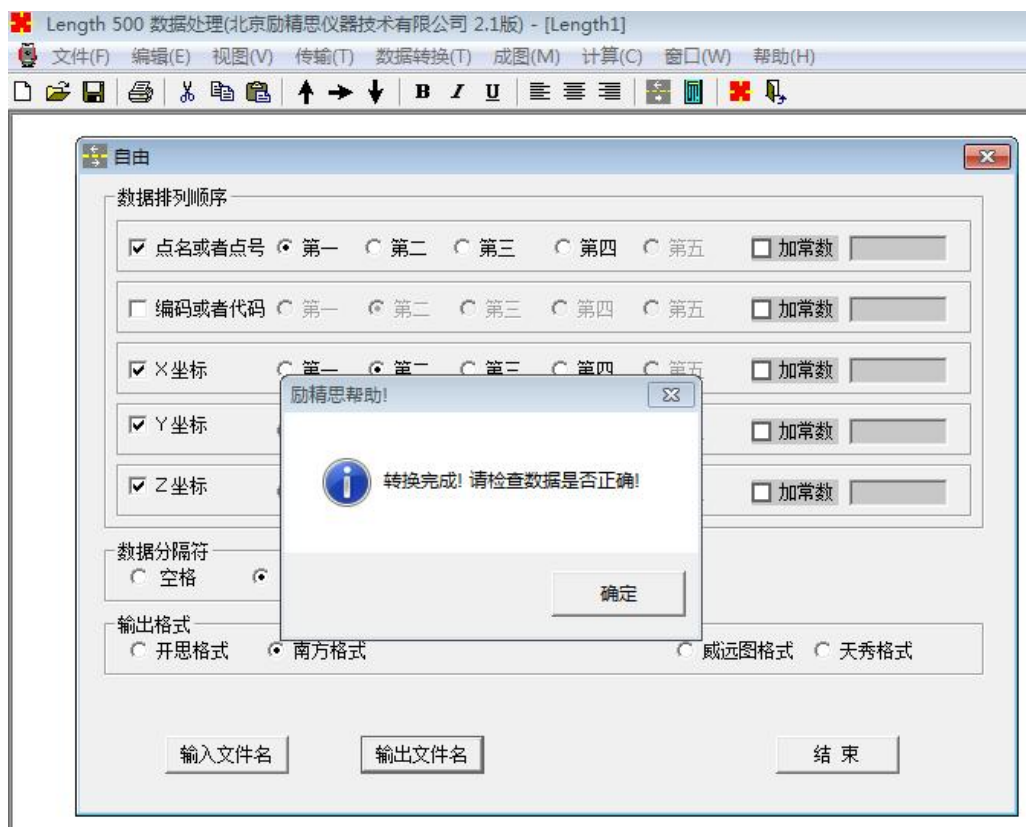 Length 500 数据处理(北京励精思仪器技术有限公司 2.1版) - [Length1]
文件(F) 编辑(E) 视图(V) 传输(T) 数据转换(T) 成图(M) 计算(C) 窗口(W) 帮助(H)
B I U
自由
数据排列顺序
点名或者点号 第一 第二 第三 第四 第五 加常数
编码或者代码 第一 第二 第三 第四 第五 加常数
X坐标 第一 第二 第三 第四 第五 加常数
励精思帮助!
Y坐标 加常数
转换完成! 请检查数据是否正确!
Z坐标 加常数
数据分隔符
空格
确定
输出格式
开思格式 南方格式 威远图格式 天秀格式
输入文件名 输出文件名 结 束